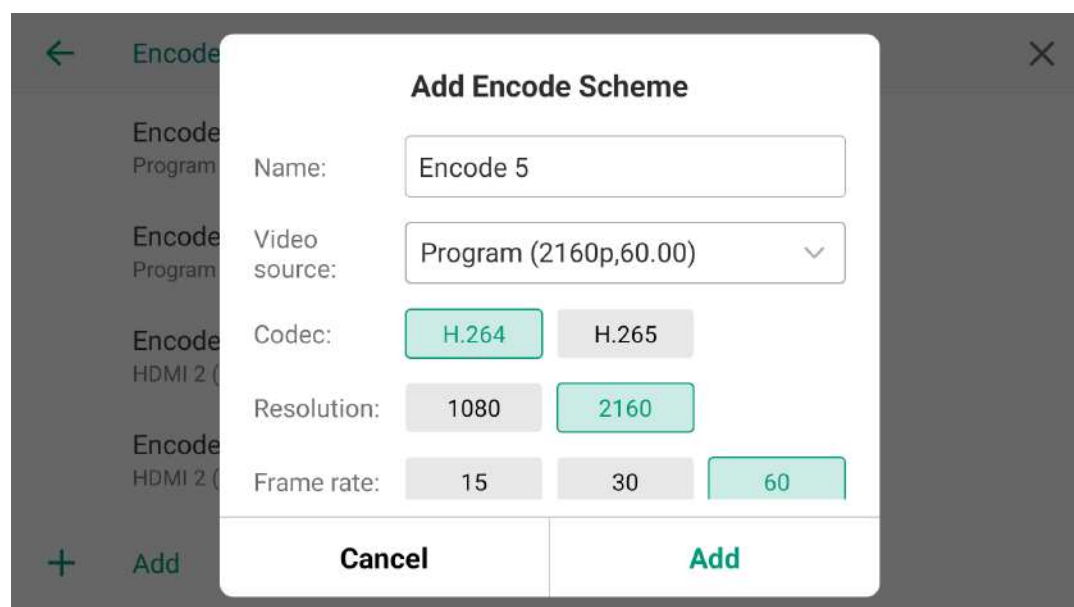 Encode
Add Encode Scheme
Encode
Program
Name:
Encode 5
Encode
Program
Video
source:
Program (2160p,60.00)
Encode
HDMI 2 (
Codec:
H.264
H.265
Resolution:
1080
2160
Encode
HDMI 2 (
Frame rate:
15
30
60
Add
Cancel
Add